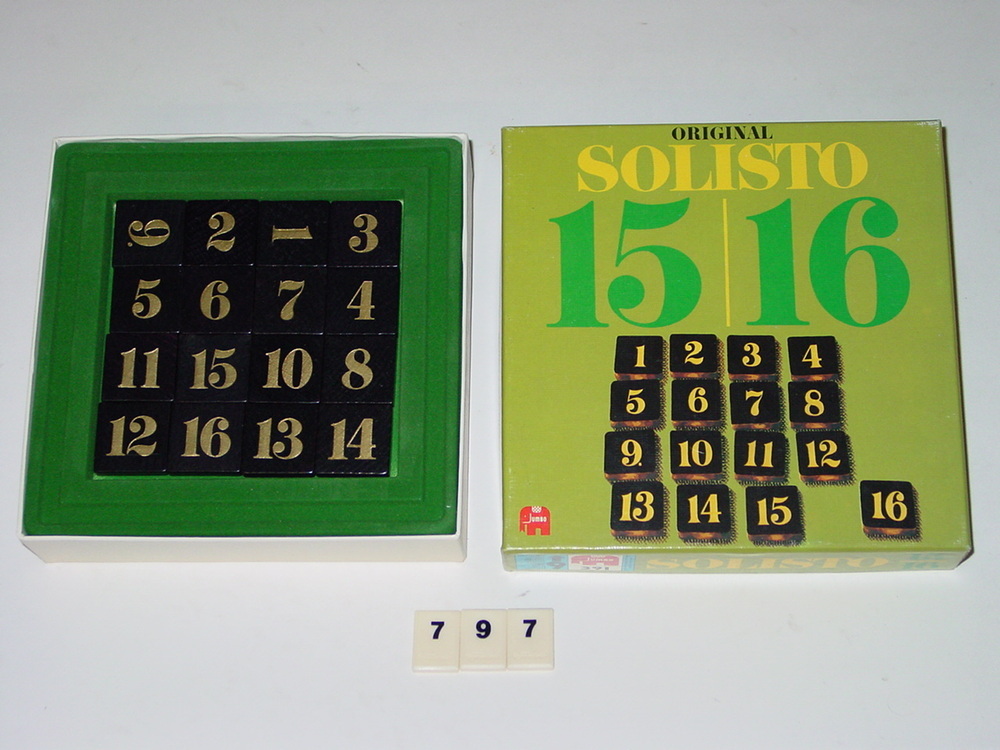 9 2 1 3
5 6 7 4
11 15 10 8
12 16 13 14
ORIGINAL
SOLISTO
15|16
1 2 3 4
5 6 7 8
9. 10 11 12
13 14 15 16
Jumbo
SOLISTO
7 9 7